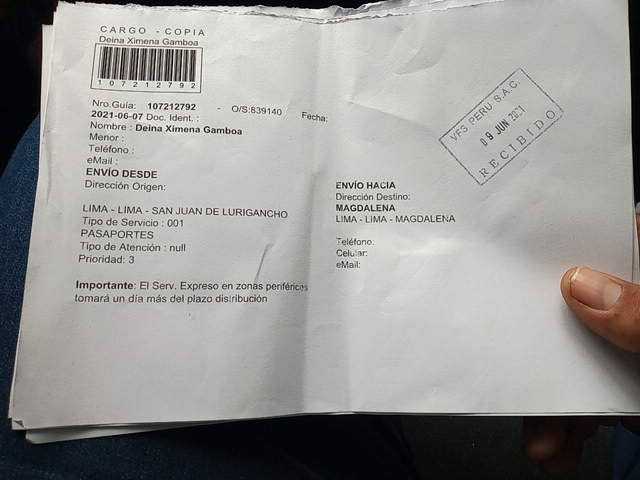 CARGO - COPIA
Deina Ximena Gamboa
1 0 7 2 1 2 7 9 2
Nro.Guía: 107212792 - O/S:839140 Fecha:
2021-06-07 Doc. Ident. :
Nombre : Deina Ximena Gamboa
Menor :
Teléfono :
eMail :
ENVÍO DESDE
Dirección Origen:
LIMA - LIMA - SAN JUAN DE LURIGANCHO
Tipo de Servicio : 001
PASAPORTES
Tipo de Atención : null
Prioridad: 3
Importante: El Serv. Expreso en zonas periféricas
tomará un día más del plazo distribución
VFS PERU S.A.C.
09 JUN 2021
RECIBIDO
ENVÍO HACIA
Dirección Destino:
MAGDALENA
LIMA - LIMA - MAGDALENA
Teléfono:
Celular:
eMail: